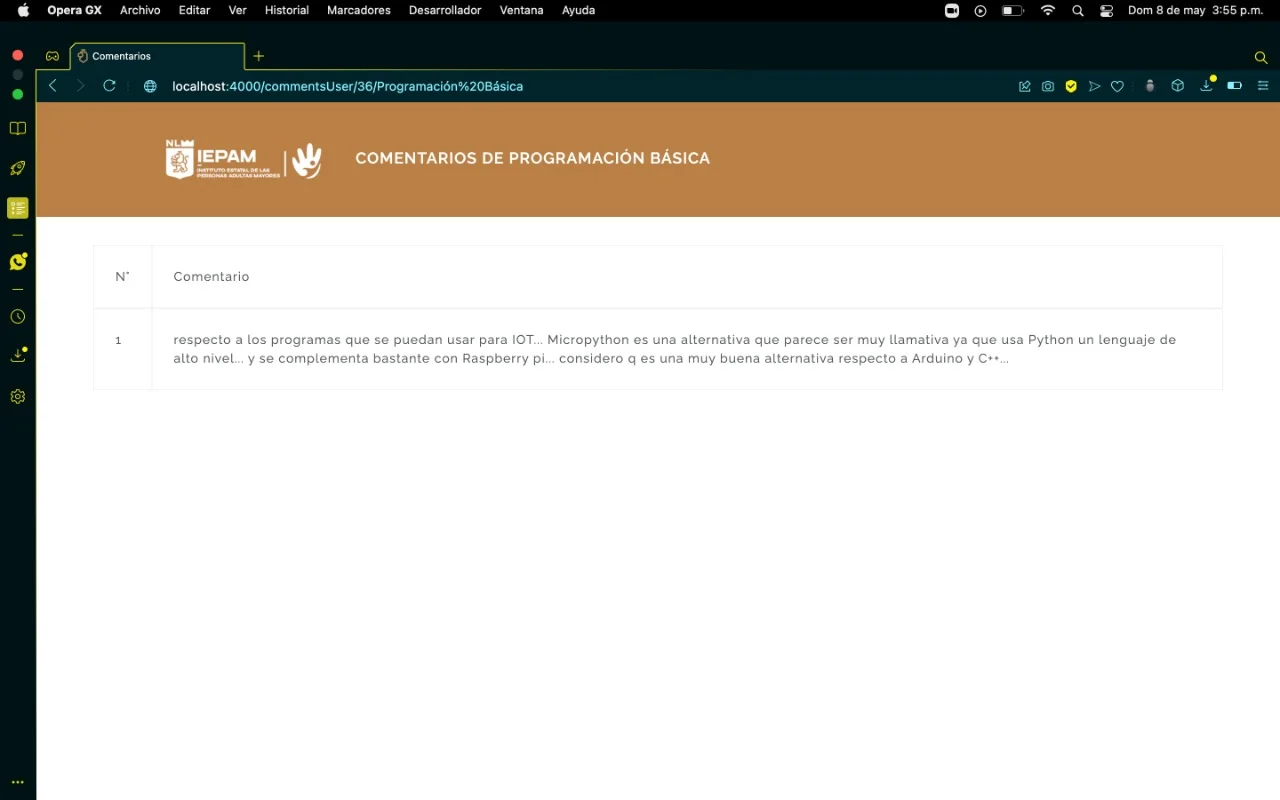 Opera GX Archivo Editar Ver Historial Marcadores Desarrollador Ventana Ayuda Dom 8 de may 3:55 p.m.
Comentarios
localhost:4000/commentsUser/36/Programación%20Básica
NL
IEPAM
INSTITUTO ESTATAL DE LAS
PERSONAS ADULTAS MAYORES
COMENTARIOS DE PROGRAMACIÓN BÁSICA
N° Comentario
1 respecto a los programas que se puedan usar para IOT... Micropython es una alternativa que parece ser muy llamativa ya que usa Python un lenguaje de
alto nivel... y se complementa bastante con Raspberry pi... considero q es una muy buena alternativa respecto a Arduino y C++...